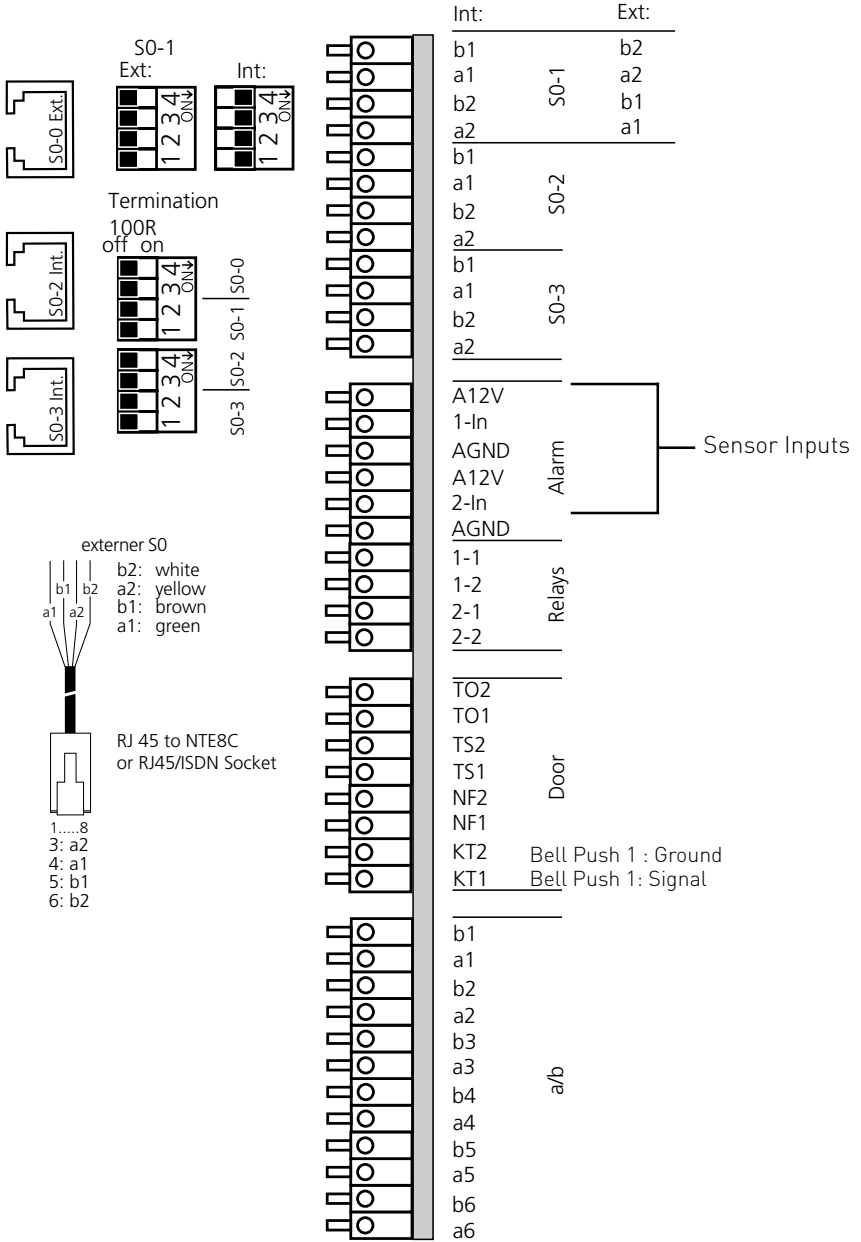 S0-1
Ext:
Int:
S0-0 Ext.
1 2 3 4
ON
1 2 3 4
ON
Termination
100R
off on
S0-2 Int.
1 2 3 4
ON
S0-0
S0-1
S0-3 Int.
1 2 3 4
ON
S0-2
S0-3
externer S0
b1 b2
a1 a2
b2: white
a2: yellow
b1: brown
a1: green
RJ 45 to NTE8C
or RJ45/ISDN Socket
1.....8
3: a2
4: a1
5: b1
6: b2
Int: Ext:
b1 b2
a1 a2
b2 b1
a2 a1
S0-1
b1
a1
b2
a2
S0-2
b1
a1
b2
a2
S0-3
A12V
1-In
AGND
A12V
2-In
AGND
Alarm
Sensor Inputs
1-1
1-2
2-1
2-2
Relays
TO2
TO1
TS2
TS1
NF2
NF1
KT2 Bell Push 1 : Ground
KT1 Bell Push 1: Signal
Door
b1
a1
b2
a2
b3
a3
b4
a4
b5
a5
b6
a6
a/b